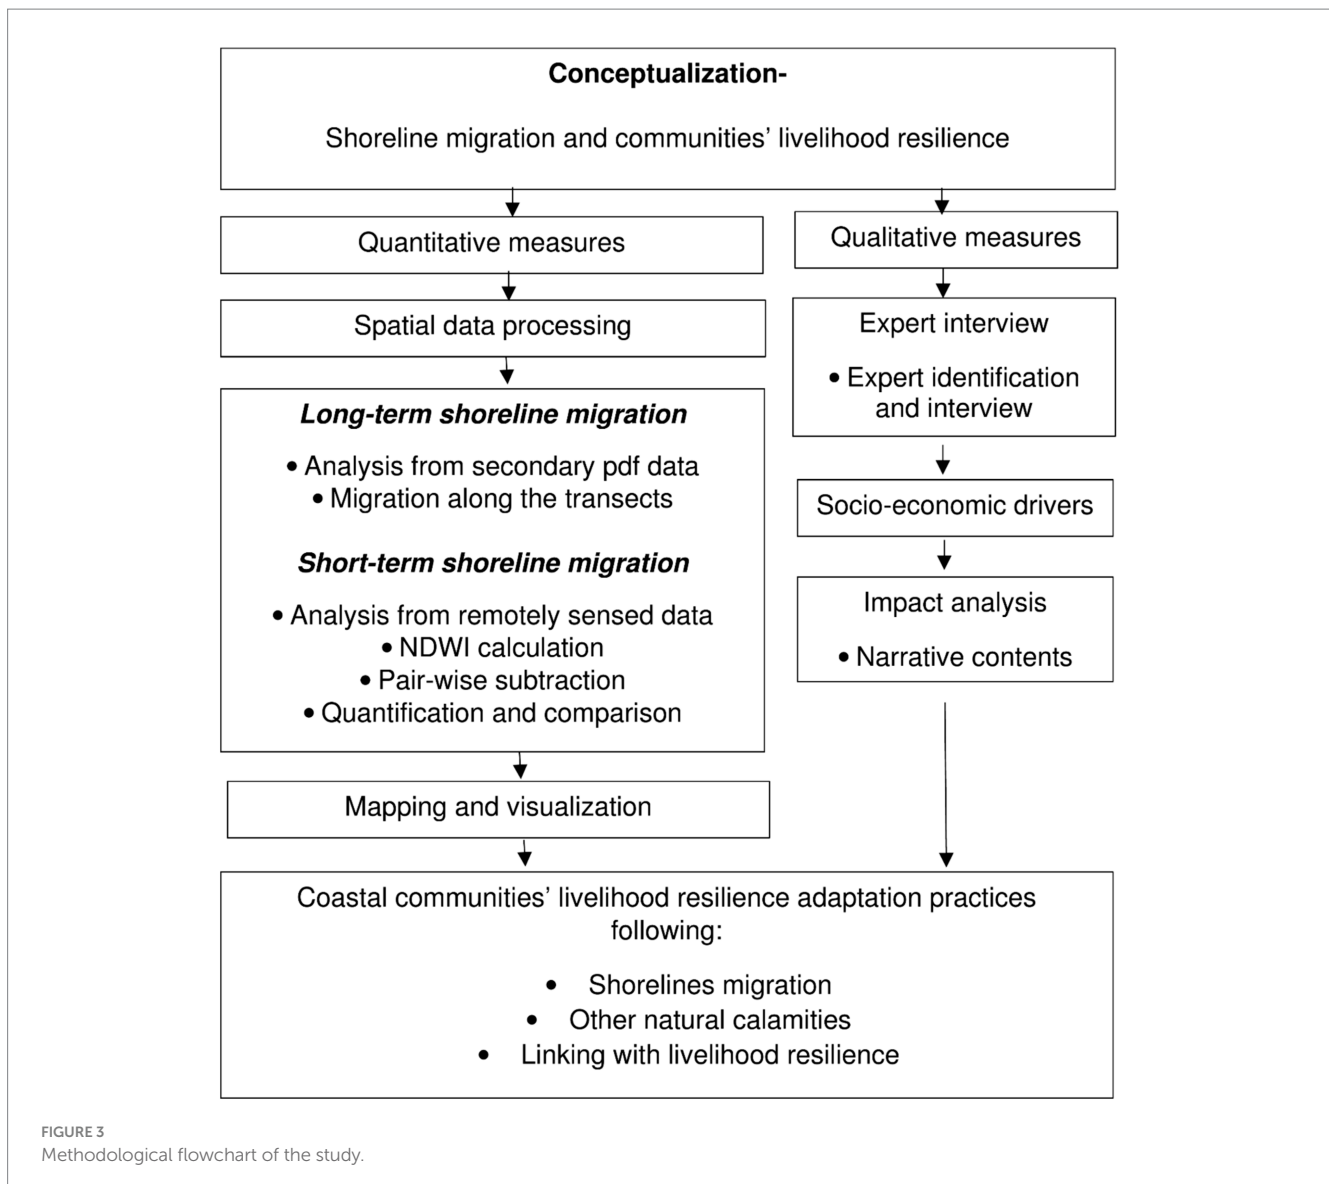 Conceptualization-
Shoreline migration and communities’ livelihood resilience
Quantitative measures
Spatial data processing
Long-term shoreline migration
• Analysis from secondary pdf data
• Migration along the transects
Short-term shoreline migration
• Analysis from remotely sensed data
• NDWI calculation
• Pair-wise subtraction
• Quantification and comparison
Mapping and visualization
Qualitative measures
Expert interview
• Expert identification
and interview
Socio-economic drivers
Impact analysis
• Narrative contents
Coastal communities’ livelihood resilience adaptation practices
following:
• Shorelines migration
• Other natural calamities
• Linking with livelihood resilience
FIGURE 3
Methodological flowchart of the study.